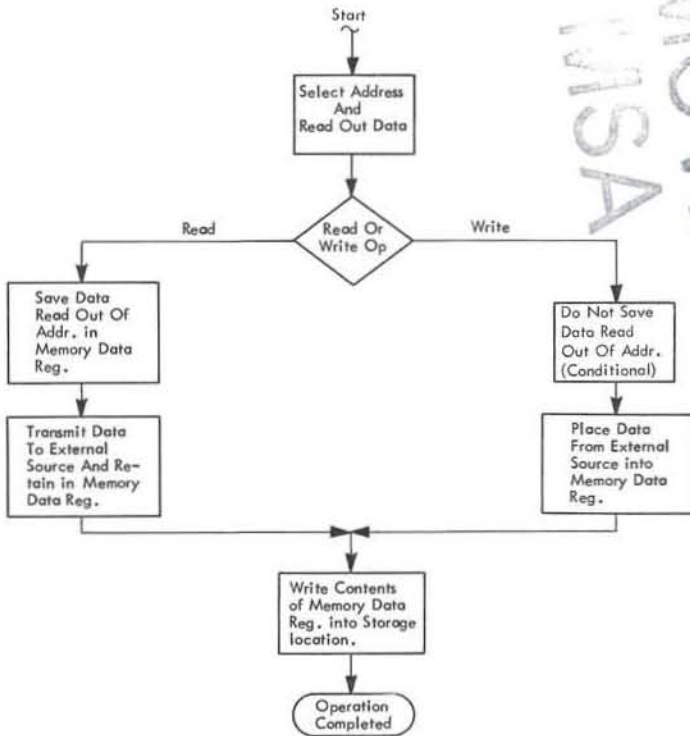 Start
Select Address
And
Read Out Data
Read Or
Write Op
Read
Write
Save Data
Read Out Of
Addr. in
Memory Data
Reg.
Do Not Save
Data Read
Out Of Addr.
(Conditional)
Transmit Data
To External
Source And Re-
tain in Memory
Data Reg.
Place Data
From External
Source into
Memory Data
Reg.
Write Contents
of Memory Data
Reg. into Storage
location.
Operation
Completed
MSA